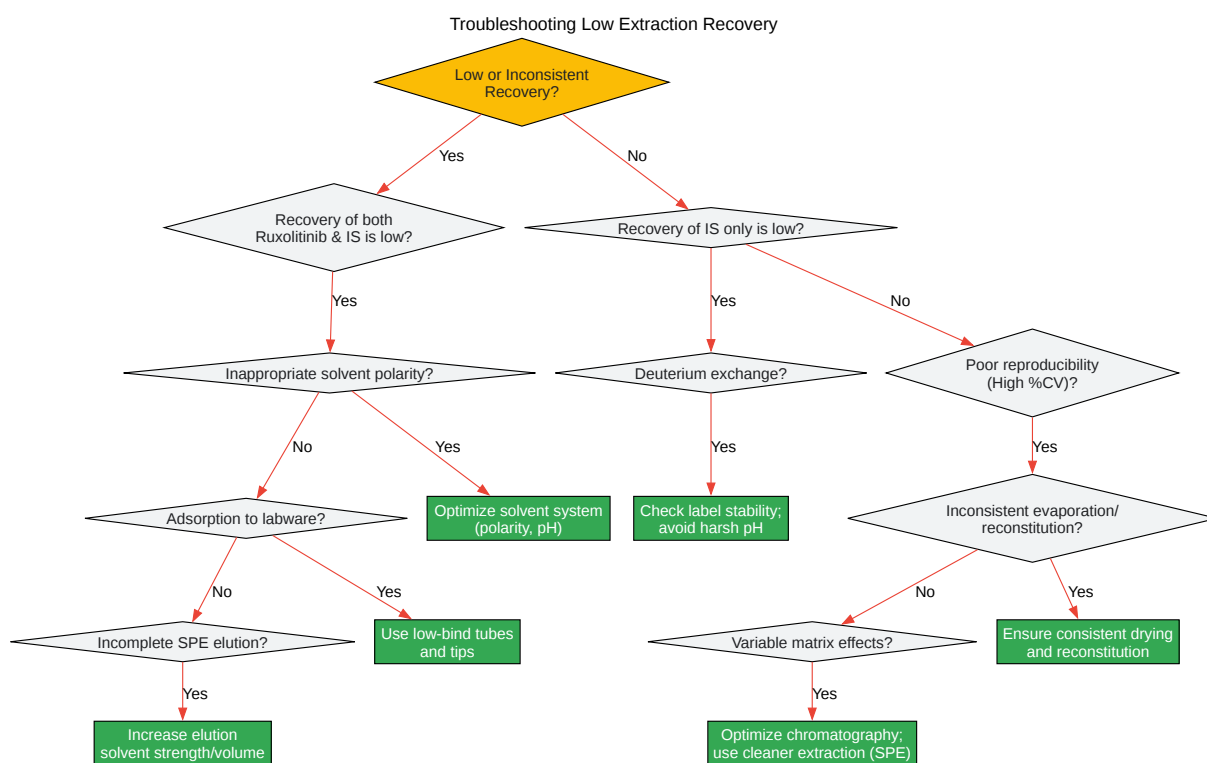 Troubleshooting Low Extraction Recovery
Low or Inconsistent
Recovery?
Yes
No
Recovery of both
Ruxolitinib & IS is low?
Recovery of IS only is low?
Yes
Yes
No
Inappropriate solvent polarity?
Deuterium exchange?
Poor reproducibility
(High %CV)?
No
Yes
Yes
Yes
Adsorption to labware?
Optimize solvent system
(polarity, pH)
Check label stability;
avoid harsh pH
Inconsistent evaporation/
reconstitution?
No
Yes
No
Yes
Incomplete SPE elution?
Use low-bind tubes
and tips
Variable matrix effects?
Ensure consistent drying
and reconstitution
Yes
Yes
Increase elution
solvent strength/volume
Optimize chromatography;
use cleaner extraction (SPE)